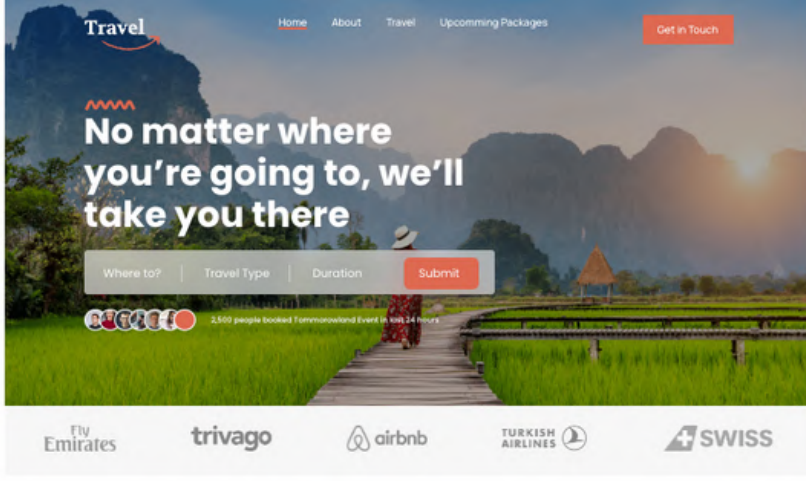 Travel
Home About Travel Upcomming Packages
Get in Touch
No matter where
you're going to, we'll
take you there
Where to? Travel Type Duration Submit
2,500 people booked Tommorowland Event in last 24 hours
Fly
Emirates
trivago
airbnb
TURKISH
AIRLINES
SWISS